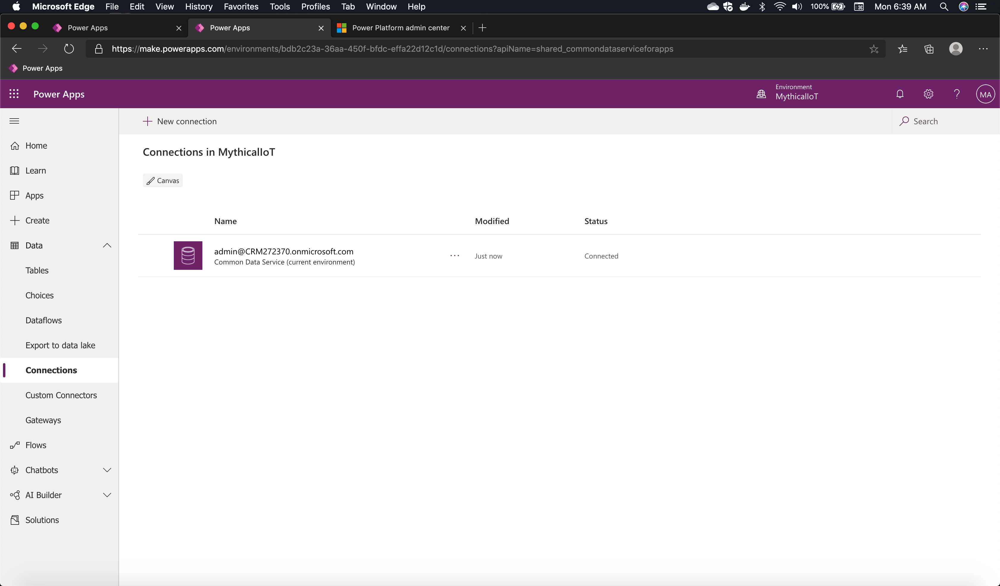 Microsoft Edge File Edit View History Favorites Tools Profiles Tab Window Help 100% Mon 6:39 AM
Power Apps Power Apps Power Platform admin center
https://make.powerapps.com/environments/bdb2c23a-36aa-450f-bfdc-effa22d12c1d/connections?apiName=shared_commondataserviceforapps
Power Apps
Power Apps
Environment
MythicalIoT
MA
New connection
Search
Home
Learn
Apps
Create
Data
Tables
Choices
Dataflows
Export to data lake
Connections
Custom Connectors
Gateways
Flows
Chatbots
AI Builder
Solutions
Connections in MythicalIoT
Canvas
Name Modified Status
admin@CRM272370.onmicrosoft.com
Common Data Service (current environment)
Just now
Connected